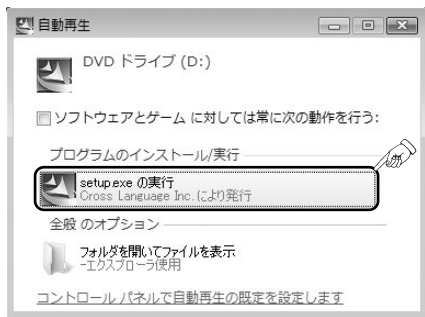 自動再生
DVD ドライブ (D:)
ソフトウェアとゲーム に対しては常に次の動作を行う:
プログラムのインストール/実行
setup.exe の実行
Cross Language Inc. により発行
全般 のオプション
フォルダを開いてファイルを表示
-エクスプローラ使用
コントロール パネルで自動再生の既定を設定します